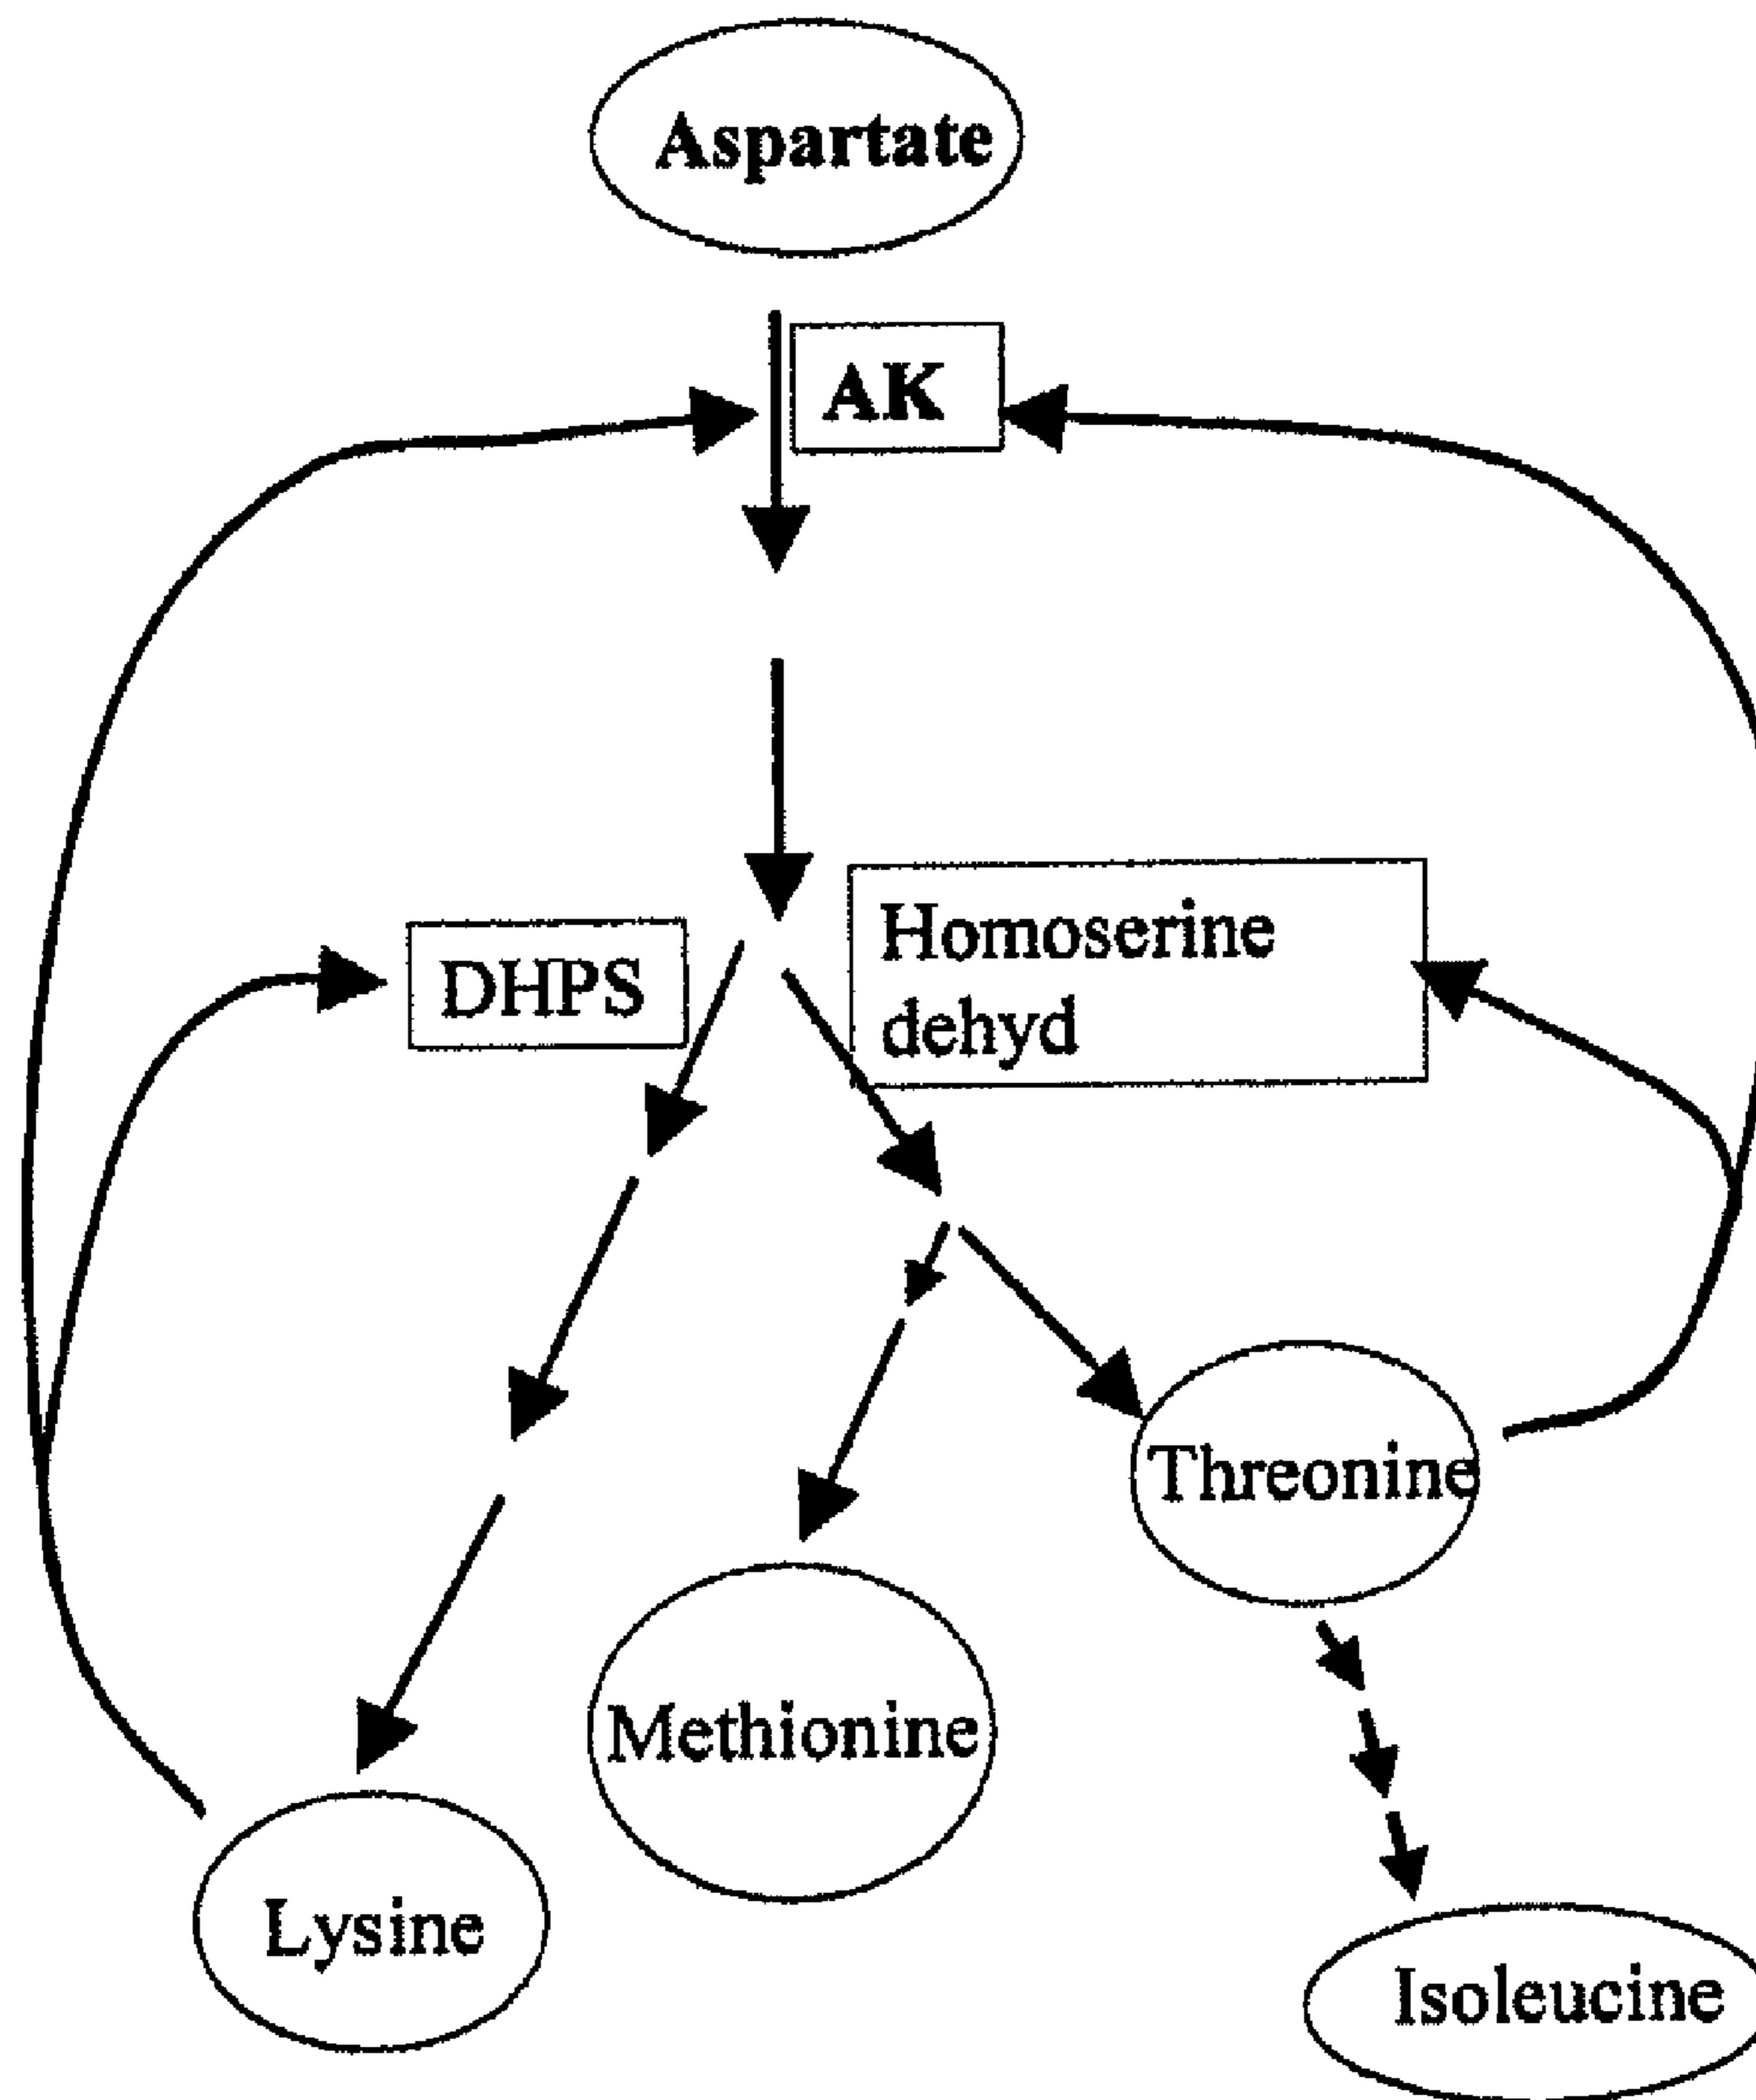 Aspartate
AK
Homoserine
dehyd
DHPS
Threonine
Methionine
Lysine
Isoleucine